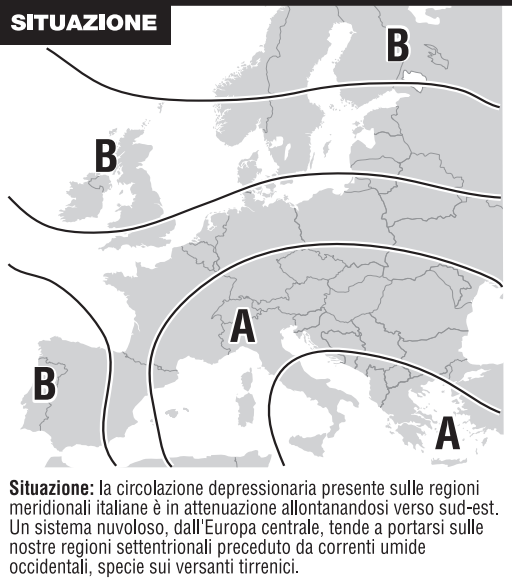 SITUAZIONE
B
B
A
B
A
Situazione: la circolazione depressionaria presente sulle regioni
meridionali italiane è in attenuazione allontanandosi verso sud-est.
Un sistema nuvoloso, dall'Europa centrale, tende a portarsi sulle
nostre regioni settentrionali preceduto da correnti umide
occidentali, specie sui versanti tirrenici.